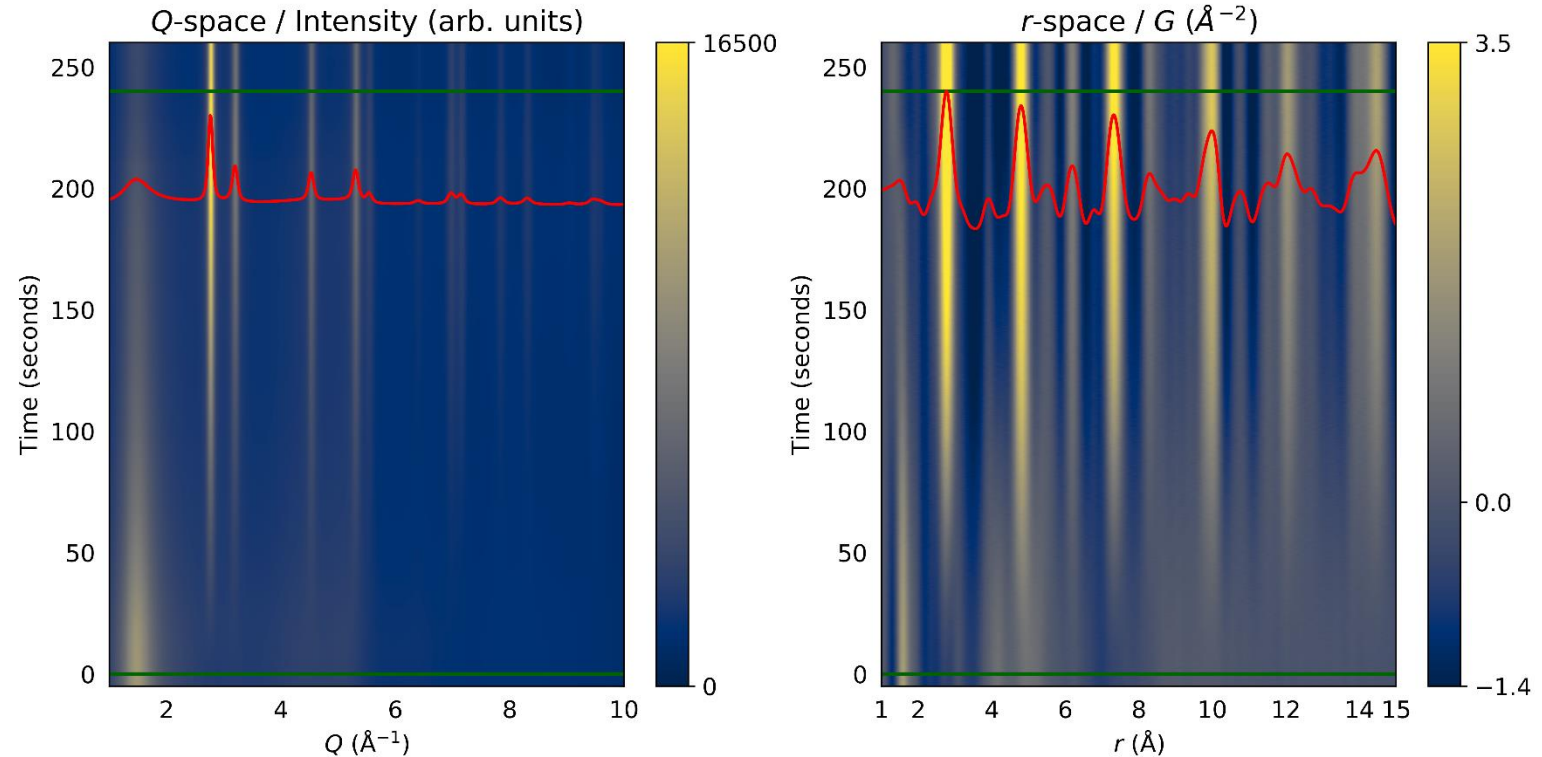 Q-space / Intensity (arb. units)
250
200
150
100
50
0
Time (seconds)
2 4 6 8 10
Q (Å⁻¹)
16500
0
r-space / G (Å⁻²)
250
200
150
100
50
0
Time (seconds)
1 2 4 6 8 10 12 14 15
r (Å)
3.5
0.0
−1.4